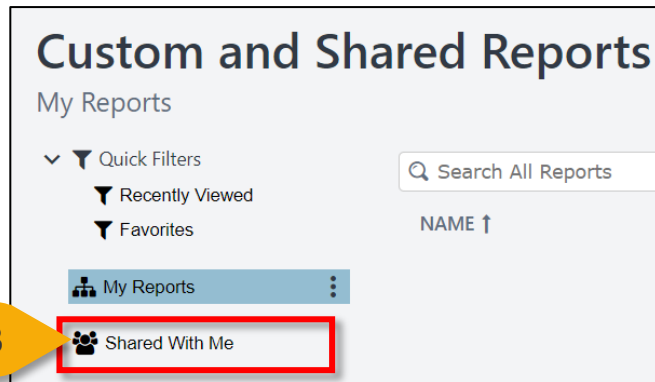 Custom and Shared Reports
My Reports
Quick Filters
Recently Viewed
Favorites
Search All Reports
NAME ↑
My Reports
Shared With Me